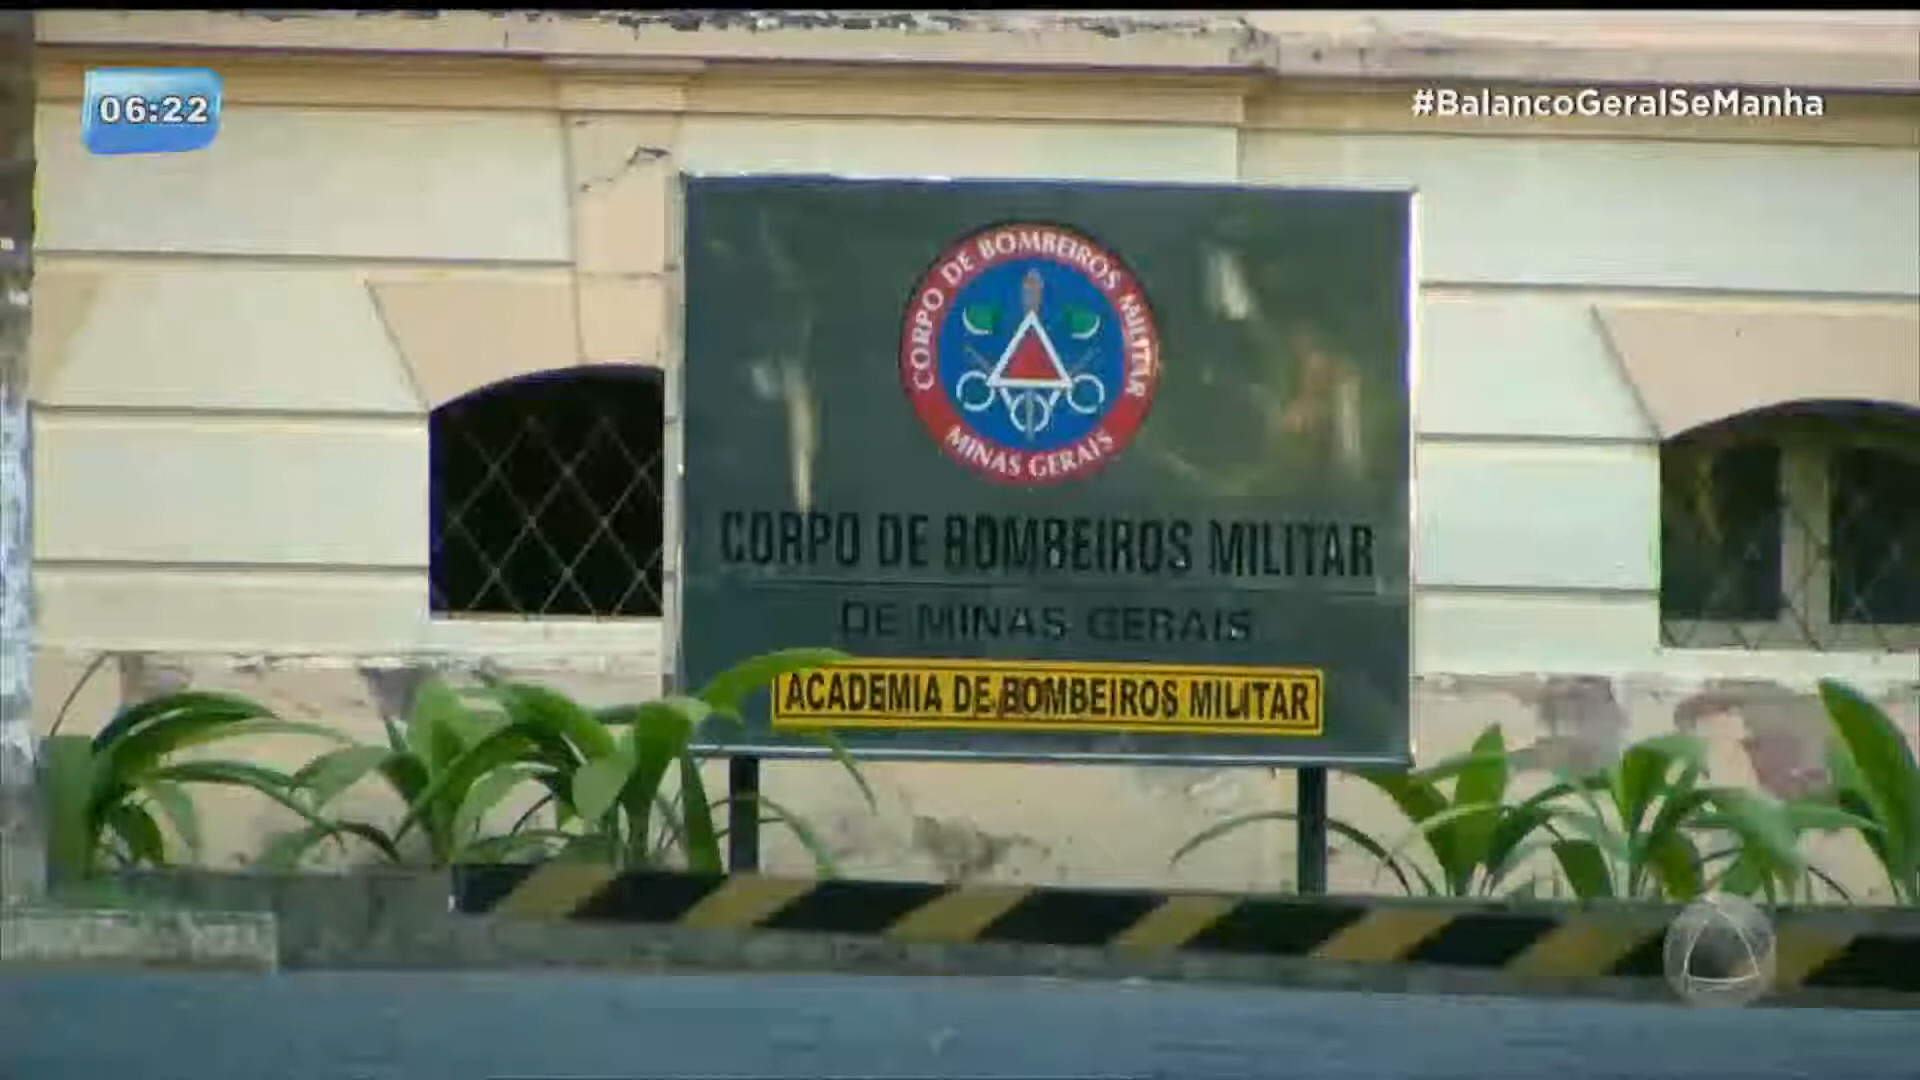 06:22
#BalancoGeralSeManha
CORPO DE BOMBEIROS MILITAR
MINAS GERAIS
CORPO DE BOMBEIROS MILITAR
DE MINAS GERAIS
ACADEMIA DE BOMBEIROS MILITAR